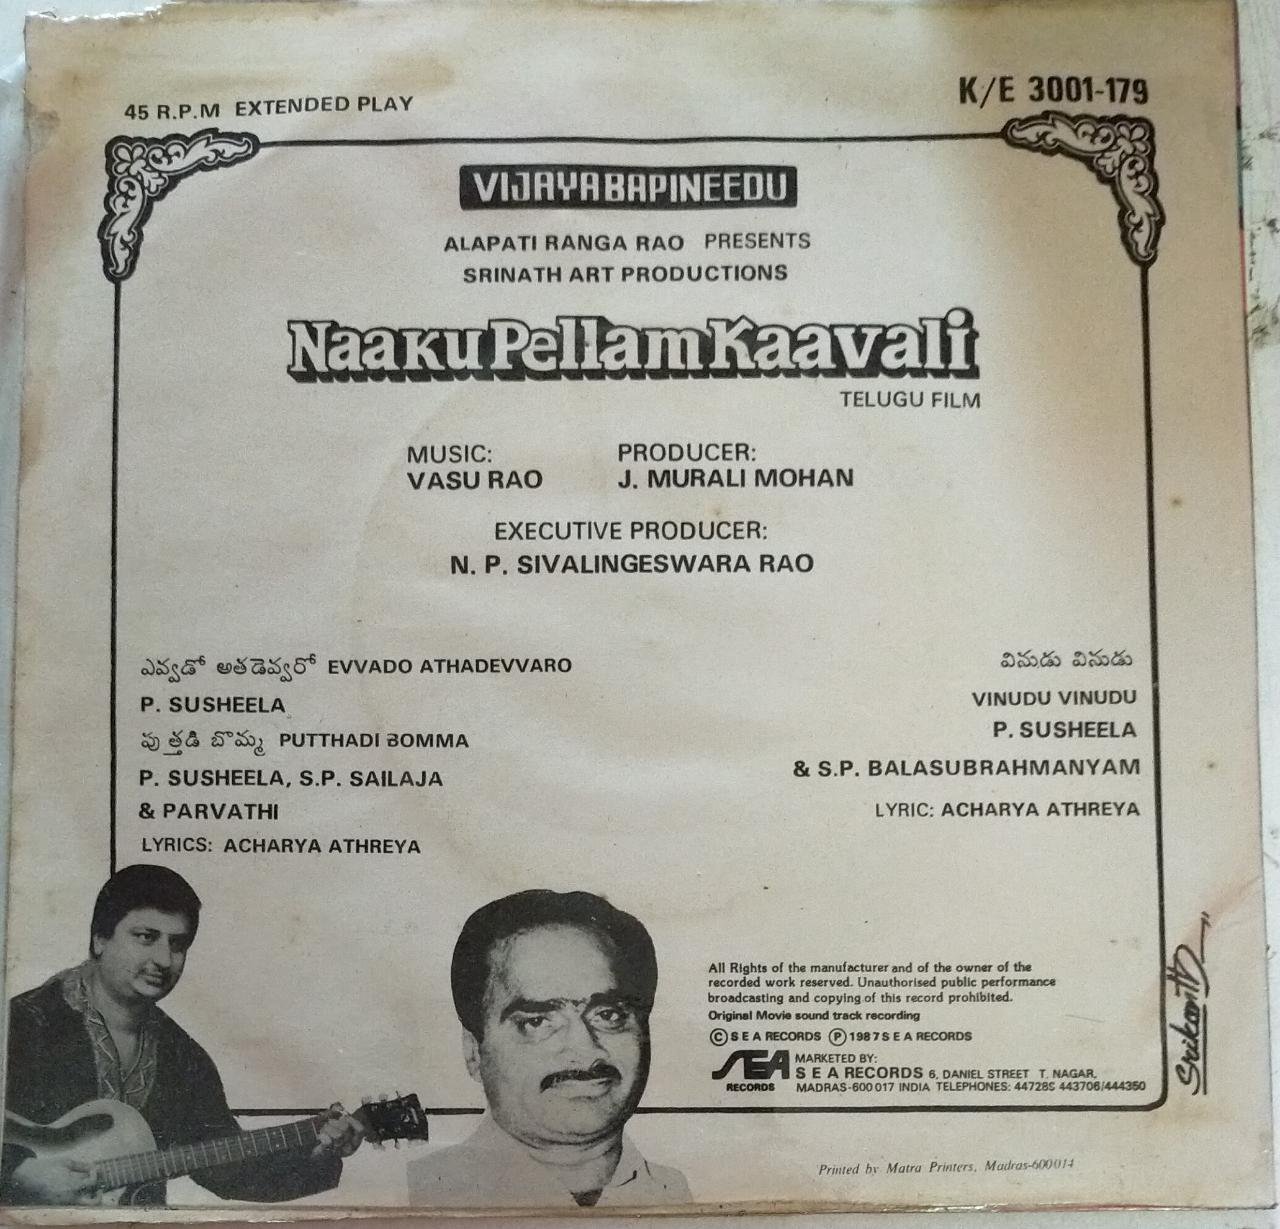 45 R.P.M EXTENDED PLAY
K/E 3001-179
VIJAYABAPINEEDU
ALAPATI RANGA RAO PRESENTS
SRINATH ART PRODUCTIONS
Naaku Pellam Kaavali
TELUGU FILM
MUSIC:
VASU RAO
PRODUCER:
J. MURALI MOHAN
EXECUTIVE PRODUCER:
N. P. SIVALINGESWARA RAO
ఎవ్వడో అతడెవ్వరో EVVADO ATHADEVVARO
P. SUSHEELA
పు త్తడి బొమ్మ PUTTHADI BOMMA
P. SUSHEELA, S.P. SAILAJA
& PARVATHI
LYRICS: ACHARYA ATHREYA
వినుడు వినుడు
VINUDU VINUDU
P. SUSHEELA
& S.P. BALASUBRAHMANYAM
LYRIC: ACHARYA ATHREYA
All Rights of the manufacturer and of the owner of the
recorded work reserved. Unauthorised public performance
broadcasting and copying of this record prohibited.
Original Movie sound track recording
Ⓒ S E A RECORDS Ⓟ 1987 S E A RECORDS
SEA
RECORDS
MARKETED BY:
S E A RECORDS 6, DANIEL STREET T. NAGAR,
MADRAS-600 017 INDIA TELEPHONES: 447285 443706/444350
Srikanth
Printed by Matra Printers, Madras-600014